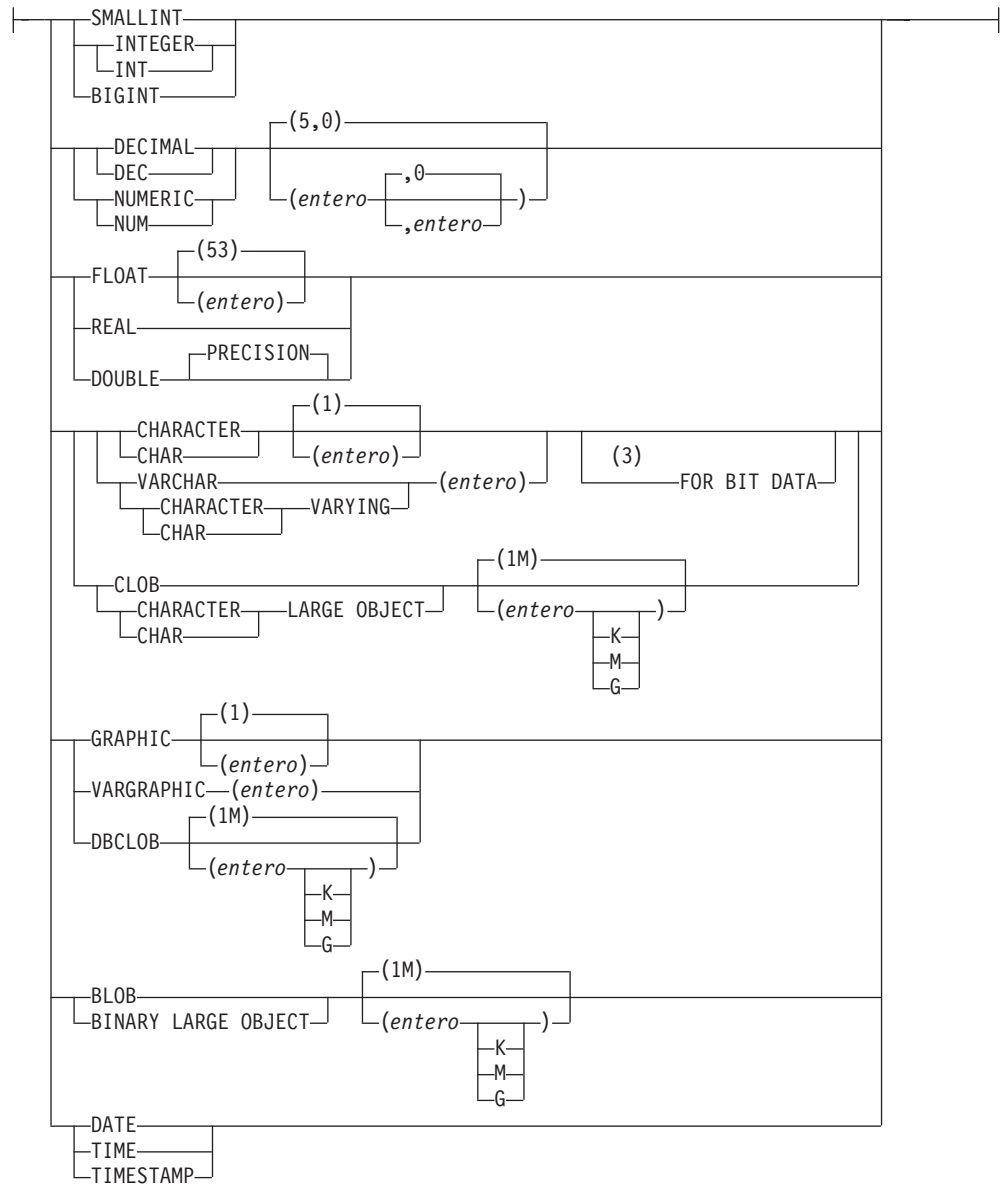 SMALLINT
INTEGER
INT
BIGINT
(5,0)
DECIMAL
DEC
,0
NUMERIC
(entero
)
NUM
,entero
(53)
FLOAT
(entero)
REAL
PRECISION
DOUBLE
(1)
CHARACTER
CHAR
(entero)
(3)
VARCHAR
(entero)
FOR BIT DATA
CHARACTER
VARYING
CHAR
(1M)
CLOB
CHARACTER
LARGE OBJECT
(entero
)
CHAR
K
M
G
(1)
GRAPHIC
(entero)
VARGRAPHIC
(entero)
(1M)
DBCLOB
(entero
)
K
M
G
(1M)
BLOB
BINARY LARGE OBJECT
(entero
)
K
M
G
DATE
TIME
TIMESTAMP